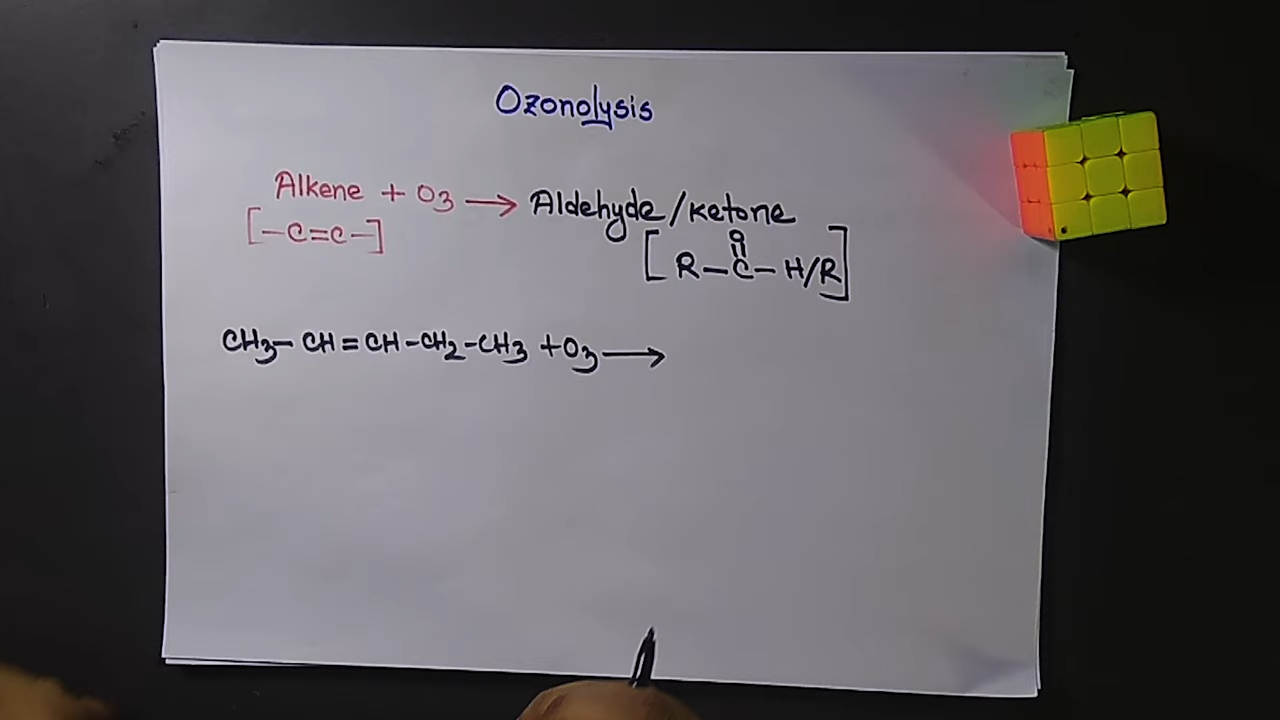 Ozonolysis
Alkene + O3 → Aldehyde/ketone
[-C=C-]
O
[R-C-H/R]
CH3-CH=CH-CH2-CH3 +O3 →